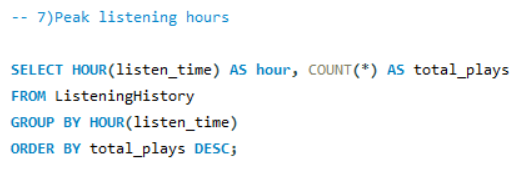 -- 7)Peak listening hours
SELECT HOUR(listen_time) AS hour, COUNT(*) AS total_plays
FROM ListeningHistory
GROUP BY HOUR(listen_time)
ORDER BY total_plays DESC;